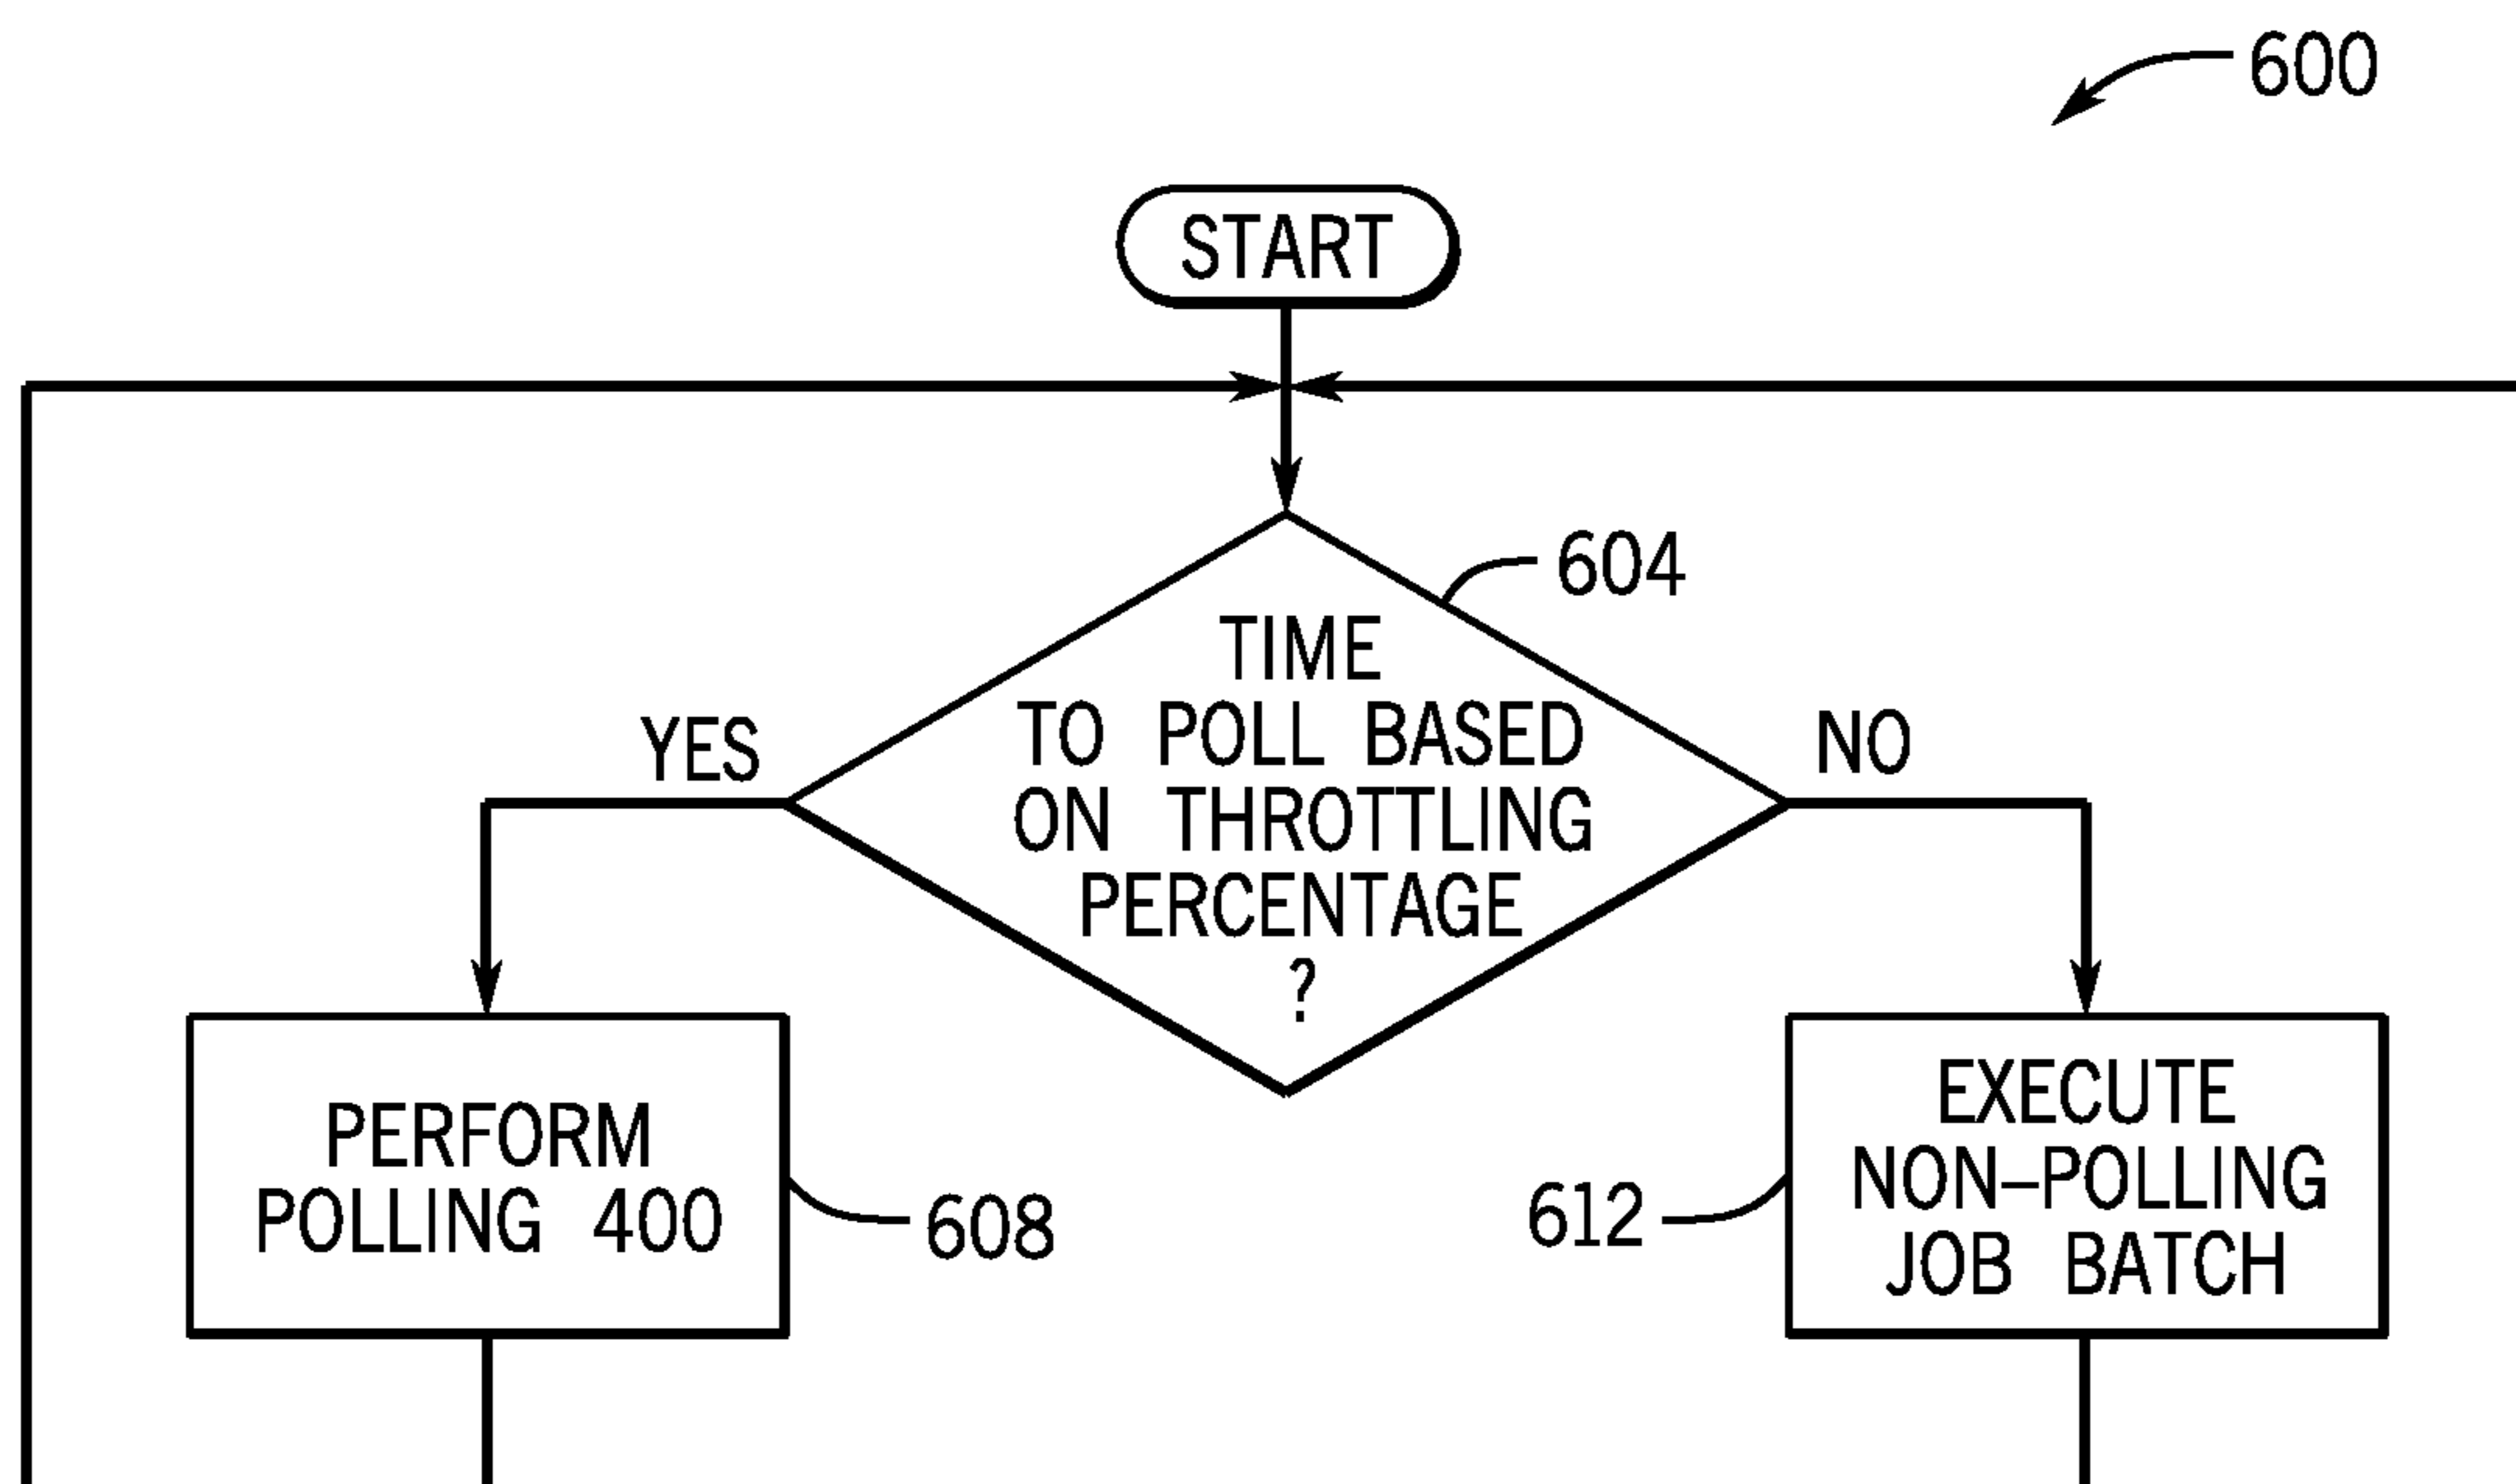 600
START
604
TIME
TO POLL BASED
ON THROTTLING
PERCENTAGE
?
YES
NO
PERFORM
POLLING 400
608
EXECUTE
NON–POLLING
JOB BATCH
612